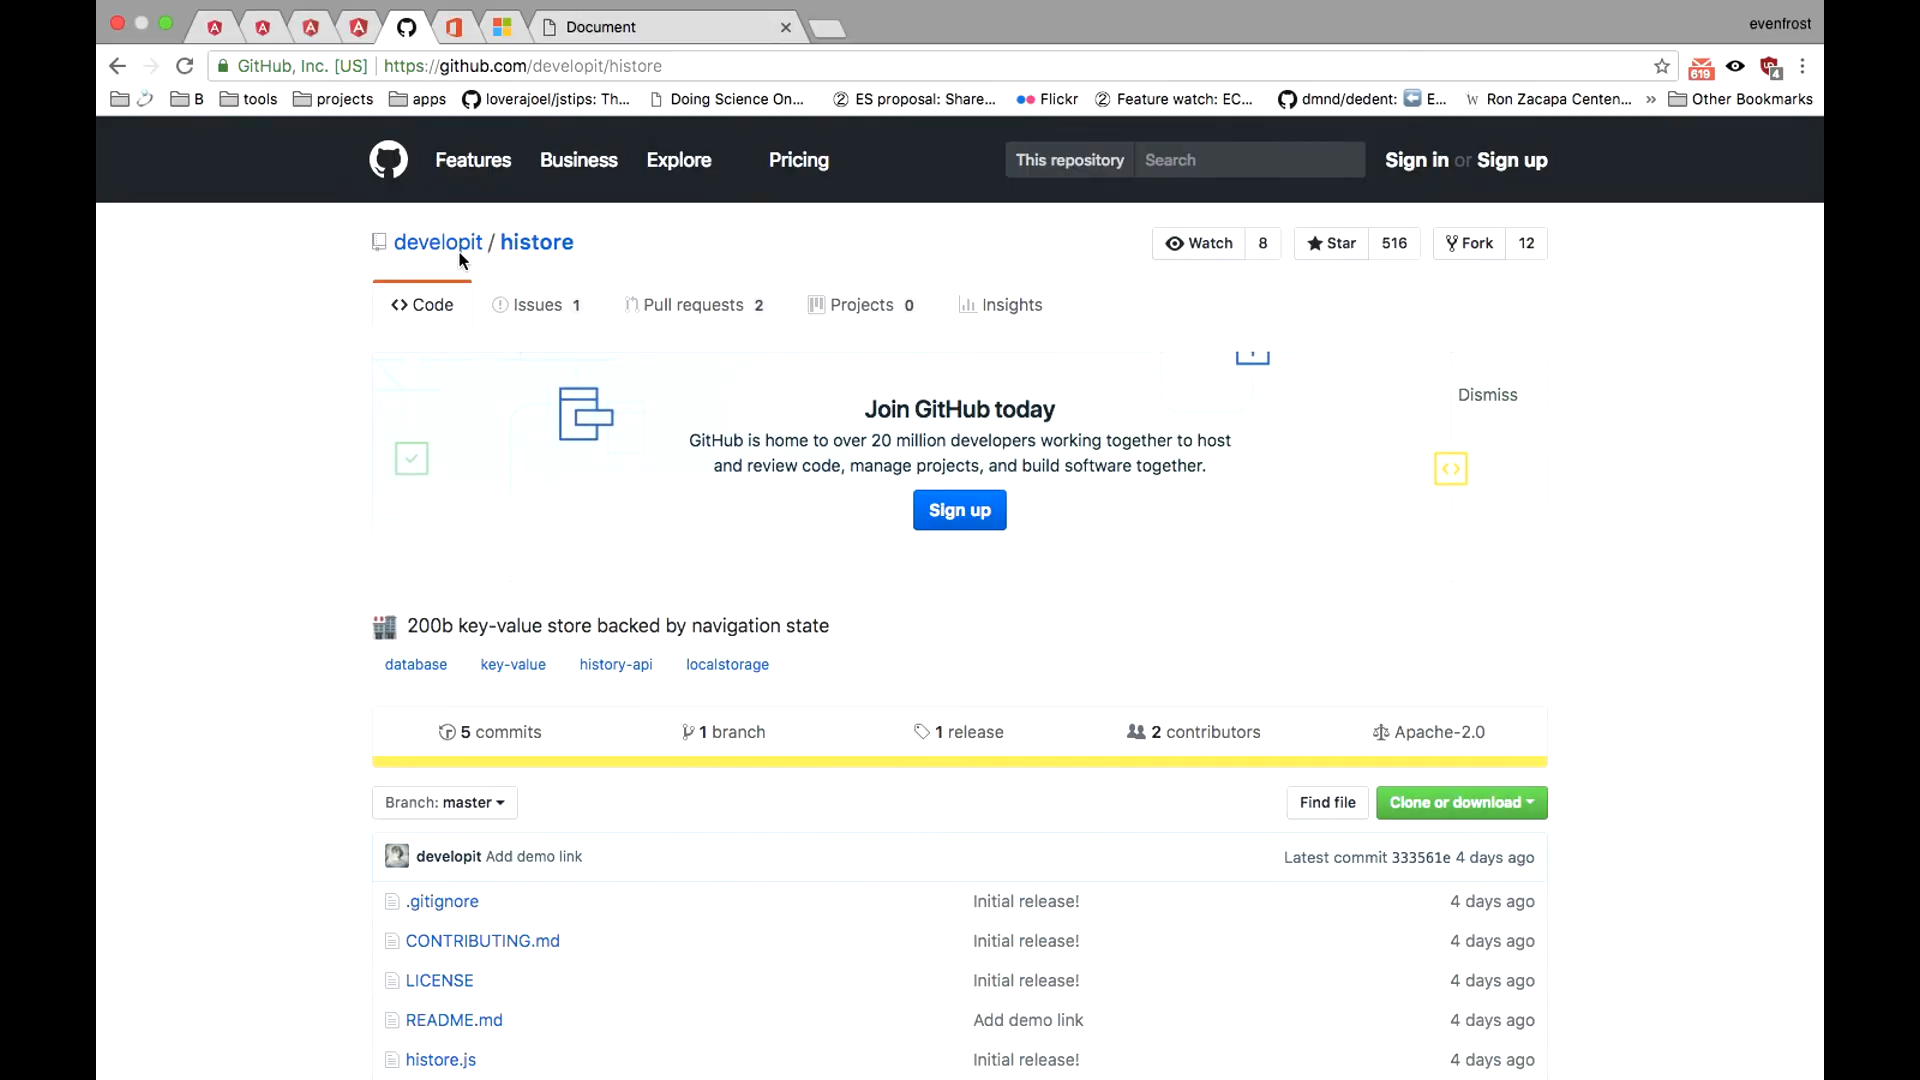 Document
evenfrost
GitHub, Inc. [US] https://github.com/developit/histore
619
4
B tools projects apps loverajoel/jstips: Th... Doing Science On... ② ES proposal: Share... Flickr ② Feature watch: EC... dmnd/dedent: ⬅ E... W Ron Zacapa Centen... » Other Bookmarks
Features Business Explore Pricing This repository Search Sign in or Sign up
developit / histore Watch 8 Star 516 Fork 12
<> Code Issues 1 Pull requests 2 Projects 0 Insights
Dismiss
Join GitHub today
GitHub is home to over 20 million developers working together to host
and review code, manage projects, and build software together.
Sign up
200b key-value store backed by navigation state
database key-value history-api localstorage
5 commits 1 branch 1 release 2 contributors Apache-2.0
Branch: master Find file Clone or download
developit Add demo link Latest commit 333561e 4 days ago
.gitignore Initial release! 4 days ago
CONTRIBUTING.md Initial release! 4 days ago
LICENSE Initial release! 4 days ago
README.md Add demo link 4 days ago
histore.js Initial release! 4 days ago